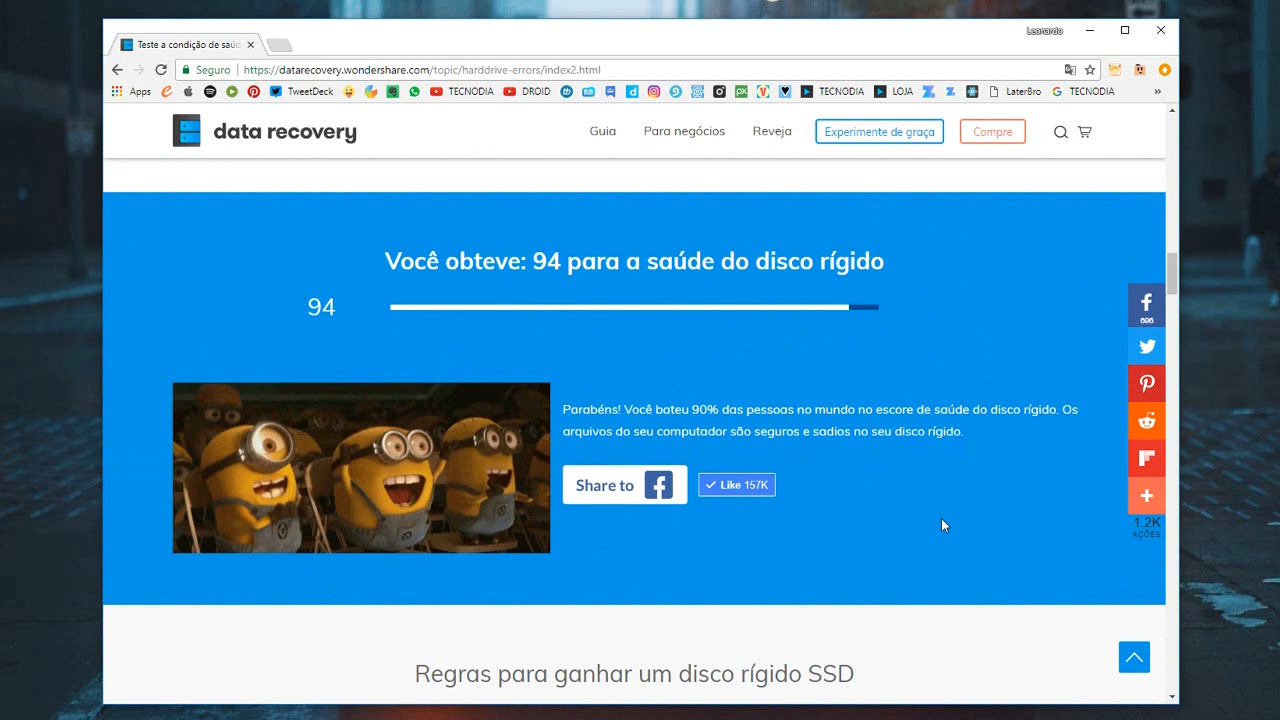 Leonardo
Teste a condição de saúd
Seguro
https://datarecovery.wondershare.com/topic/harddrive-errors/index2.html
Apps
TweetDeck
TECNODIA
DROID
TECNODIA
LOJA
LaterBro
TECNODIA
data recovery
Guia
Para negócios
Reveja
Experimente de graça
Compre
Você obteve: 94 para a saúde do disco rígido
94
Parabéns! Você bateu 90% das pessoas no mundo no escore de saúde do disco rígido. Os
arquivos do seu computador são seguros e sadios no seu disco rígido.
Share to
Like 157K
696
1.2K
AÇÕES
Regras para ganhar um disco rígido SSD